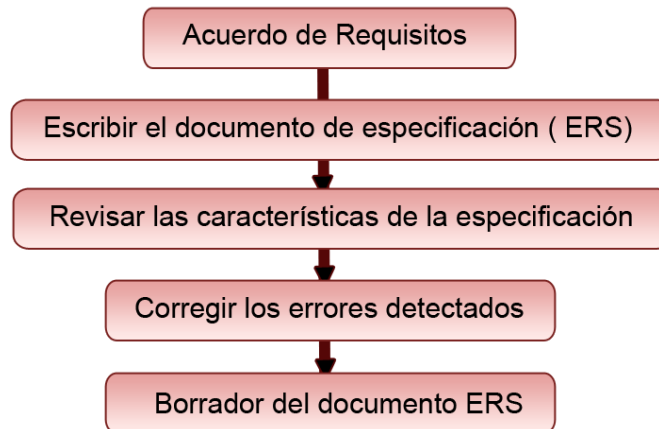 Acuerdo de Requisitos
Escribir el documento de especificación ( ERS)
Revisar las características de la especificación
Corregir los errores detectados
Borrador del documento ERS